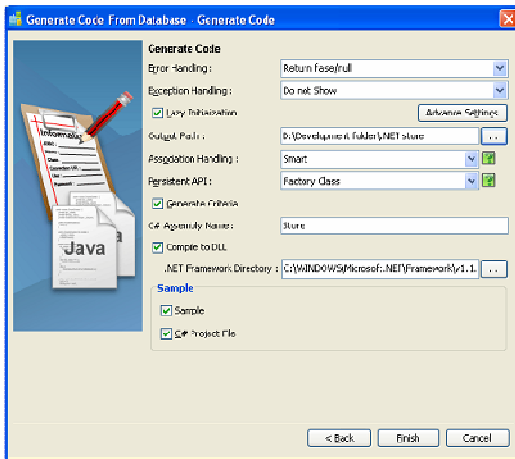 Generate Code From Database - Generate Code
Generate Code
Error Handling :
Return false/null
Exception Handling :
Do not Show
Lazy Initialization
Advance Settings
Output Path :
D:\Development folder\.NET store
...
Association Handling :
Smart
Persistent API :
Factory Class
Generate Criteria
C# Assembly Name :
Store
Compile to DLL
.NET Framework Directory :
C:\WINDOWS\Microsoft.NET\Framework\v1.1.
...
Sample
Sample
C# Project File
Java
< Back
Finish
Cancel